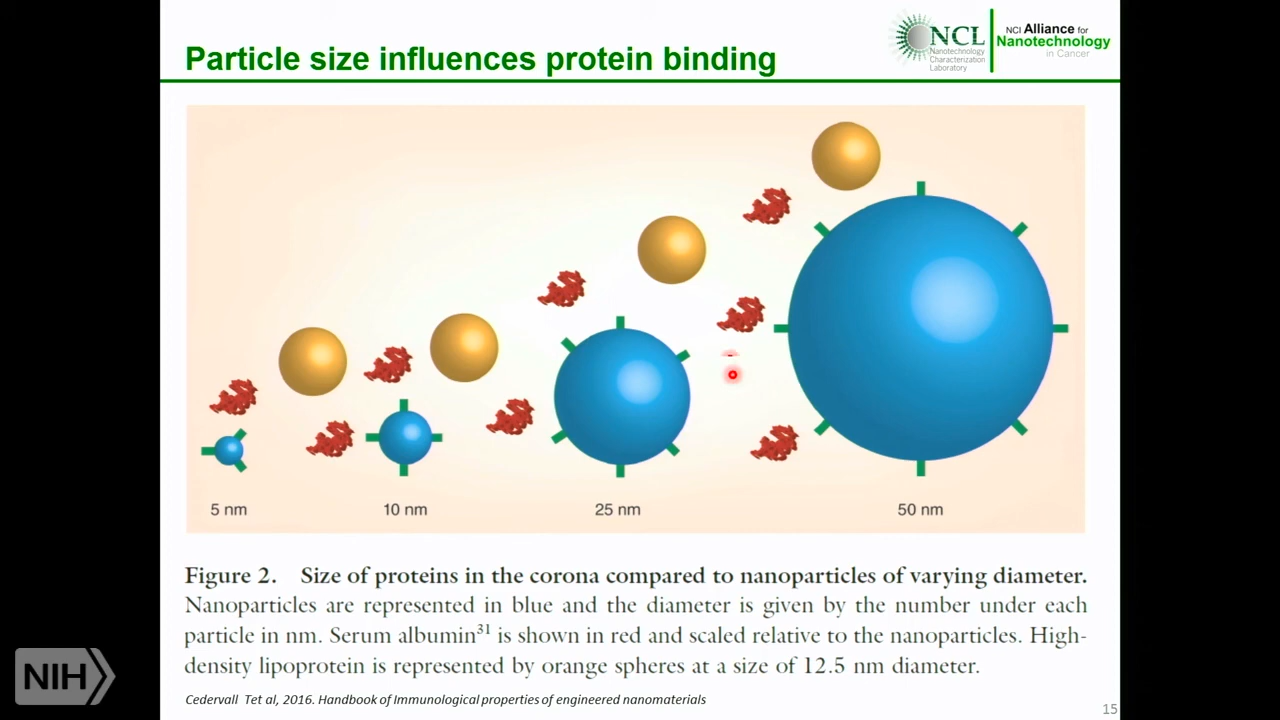 Particle size influences protein binding
NCL
Nanotechnology
Characterization
Laboratory
NCI Alliance for
Nanotechnology
in Cancer
5 nm
10 nm
25 nm
50 nm
Figure 2. Size of proteins in the corona compared to nanoparticles of varying diameter.
Nanoparticles are represented in blue and the diameter is given by the number under each
particle in nm. Serum albumin31 is shown in red and scaled relative to the nanoparticles. High-
density lipoprotein is represented by orange spheres at a size of 12.5 nm diameter.
Cedervall Tet al, 2016. Handbook of Immunological properties of engineered nanomaterials
15
NIH